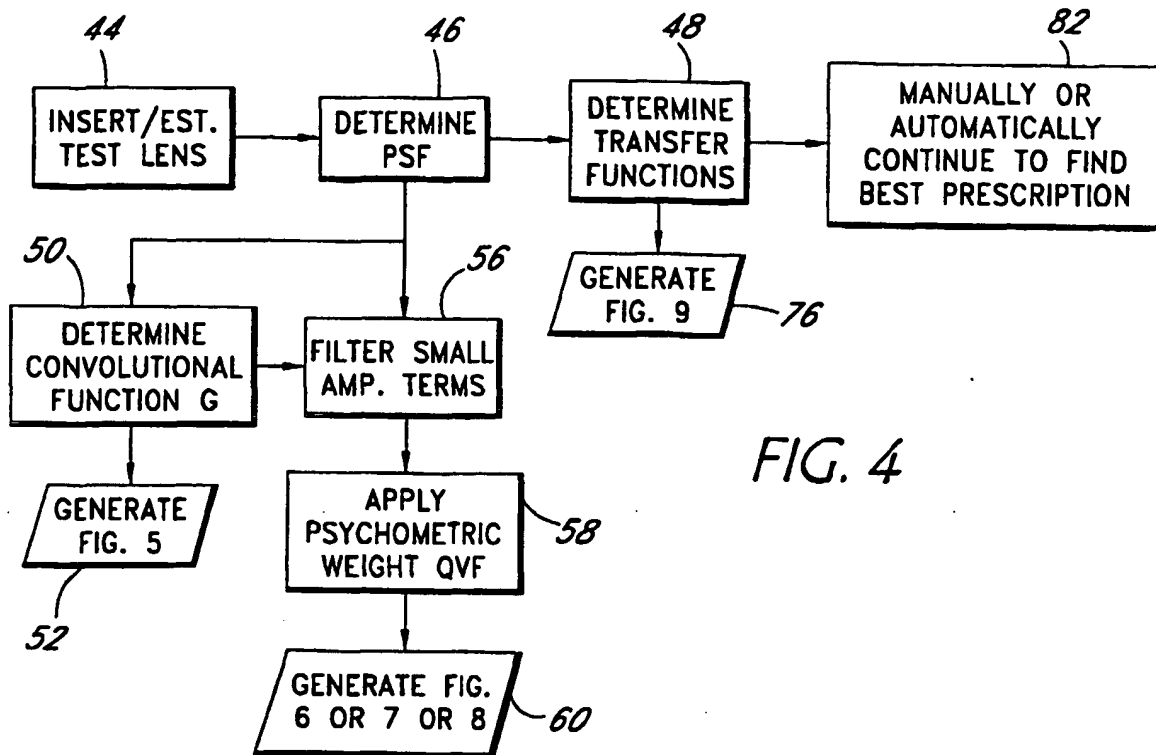 44
INSERT/EST.
TEST LENS
46
DETERMINE
PSF
48
DETERMINE
TRANSFER
FUNCTIONS
82
MANUALLY OR
AUTOMATICALLY
CONTINUE TO FIND
BEST PRESCRIPTION
50
DETERMINE
CONVOLUTIONAL
FUNCTION G
56
FILTER SMALL
AMP. TERMS
GENERATE
FIG. 9
76
GENERATE
FIG. 5
52
APPLY
PSYCHOMETRIC
WEIGHT QVF
58
GENERATE FIG.
6 OR 7 OR 8
60
FIG. 4